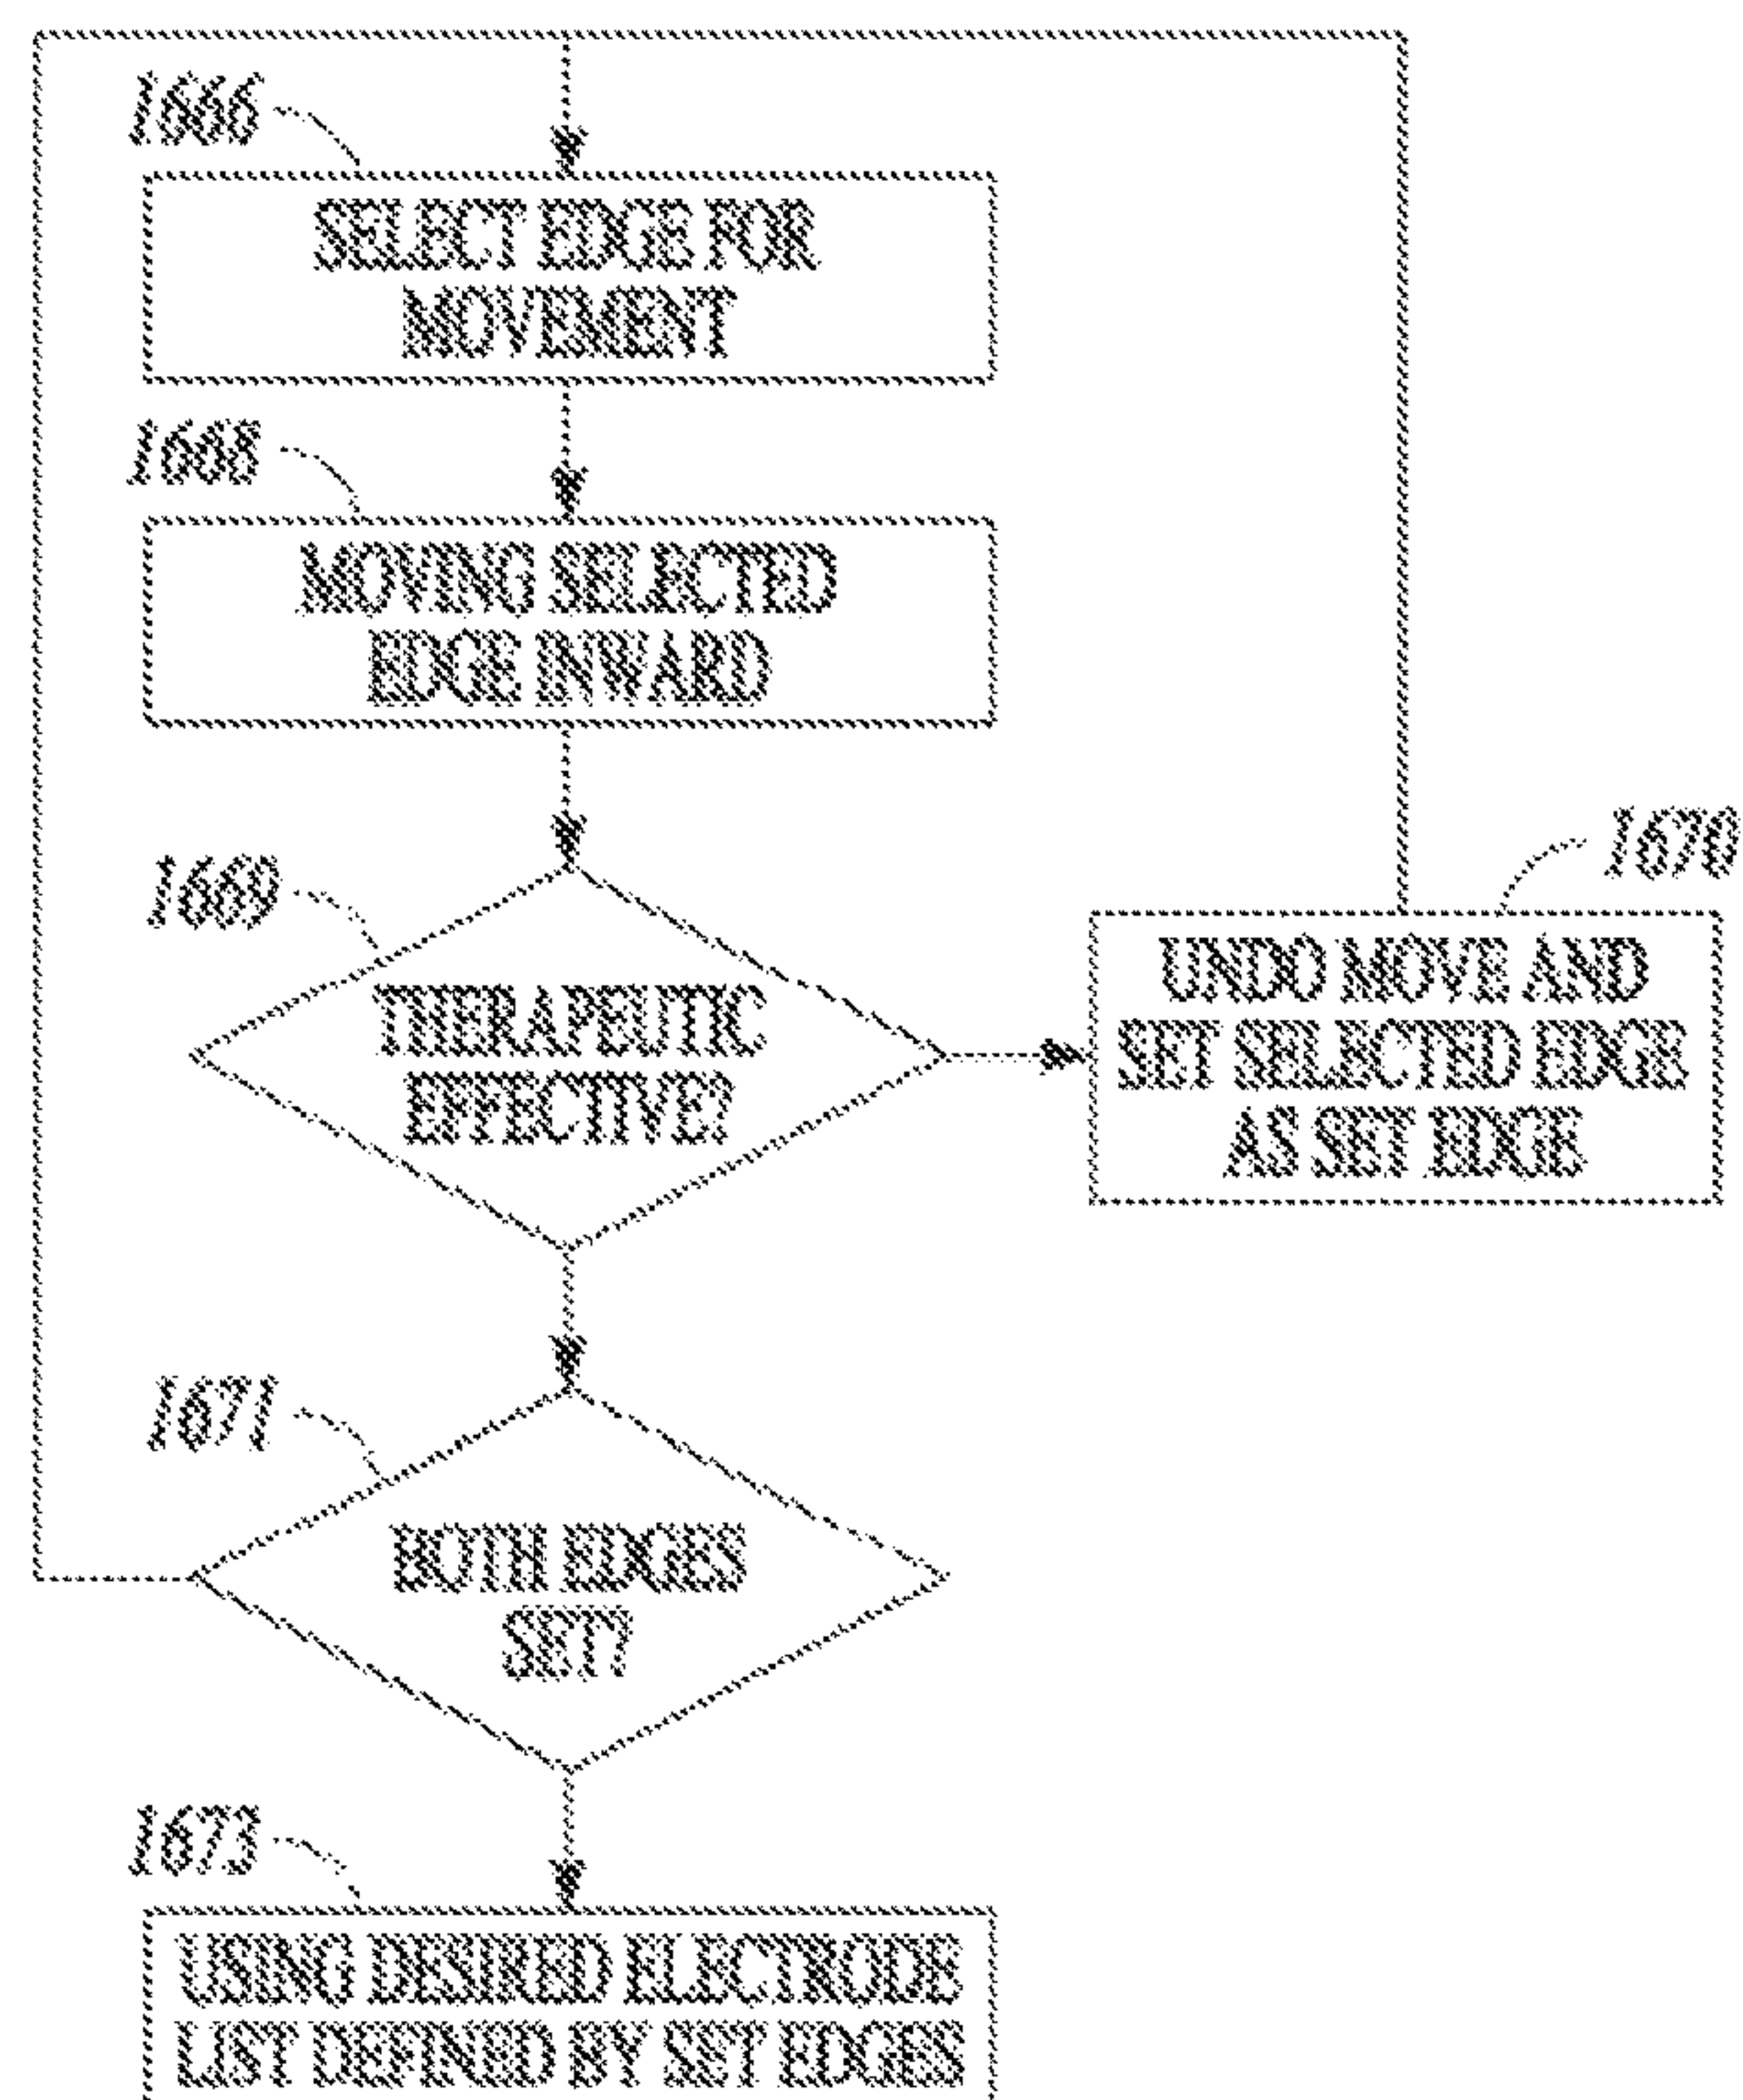 1666
SELECT EDGE FOR
MOVEMENT
1668
MOVING SELECTED
EDGE INWARD
1669
THERAPEUTIC
EFFECTIVE?
1670
UNDO MOVE AND
SET SELECTED EDGE
AS SET EDGE
1671
BOTH EDGES
SET?
1673
USING DESIRED ELECTRODE
LIST DEFINED BY SET EDGES